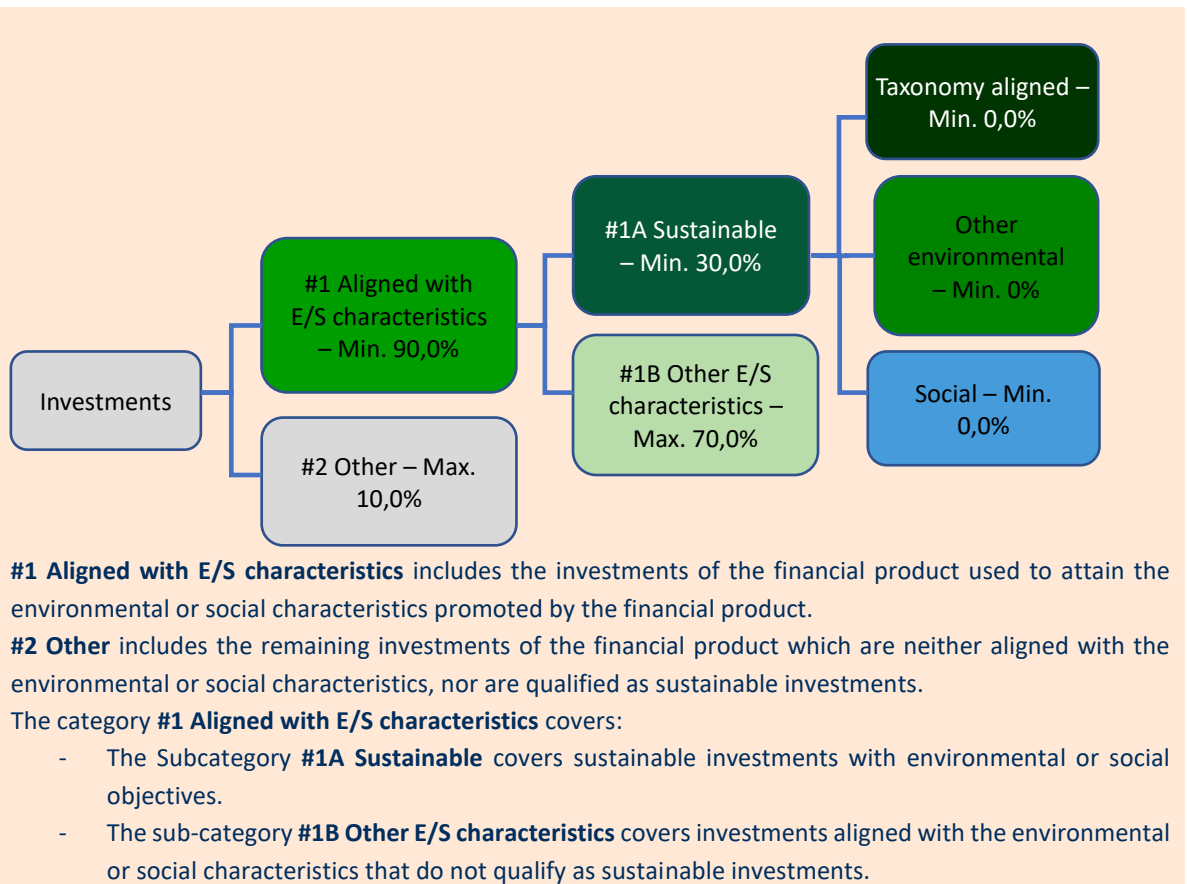 Taxonomy aligned –
Min. 0,0%
#1A Sustainable
– Min. 30,0%
Other
environmental
– Min. 0%
#1 Aligned with
E/S characteristics
– Min. 90,0%
Investments
#1B Other E/S
characteristics –
Max. 70,0%
Social – Min.
0,0%
#2 Other – Max.
10,0%
#1 Aligned with E/S characteristics includes the investments of the financial product used to attain the
environmental or social characteristics promoted by the financial product.
#2 Other includes the remaining investments of the financial product which are neither aligned with the
environmental or social characteristics, nor are qualified as sustainable investments.
The category #1 Aligned with E/S characteristics covers:
- The Subcategory #1A Sustainable covers sustainable investments with environmental or social
objectives.
- The sub-category #1B Other E/S characteristics covers investments aligned with the environmental
or social characteristics that do not qualify as sustainable investments.